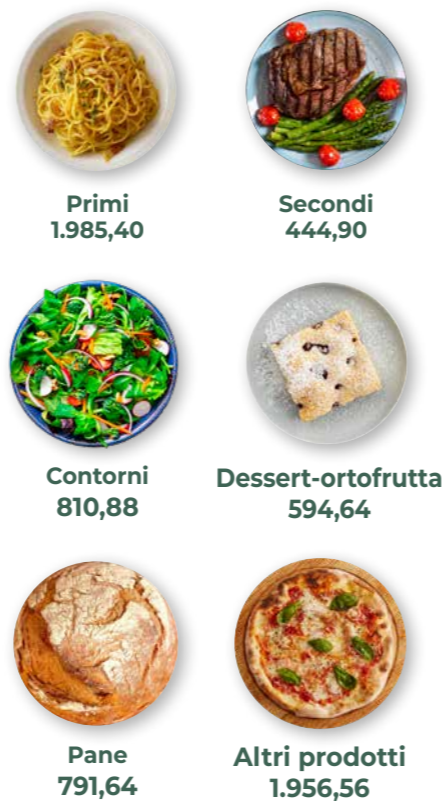 Primi
1.985,40
Secondi
444,90
Contorni
810,88
Dessert-ortofrutta
594,64
Pane
791,64
Altri prodotti
1.956,56